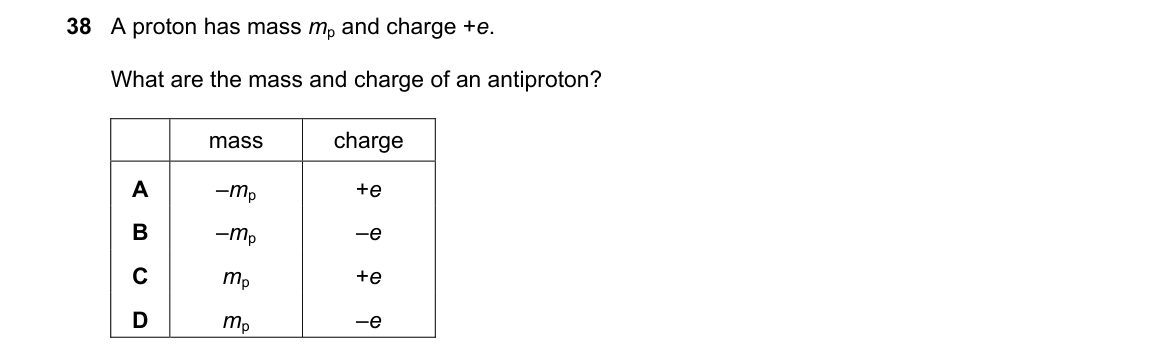 38 A proton has mass mp and charge +e.
What are the mass and charge of an antiproton?
mass charge
A –mp +e
B –mp –e
C mp +e
D mp –e